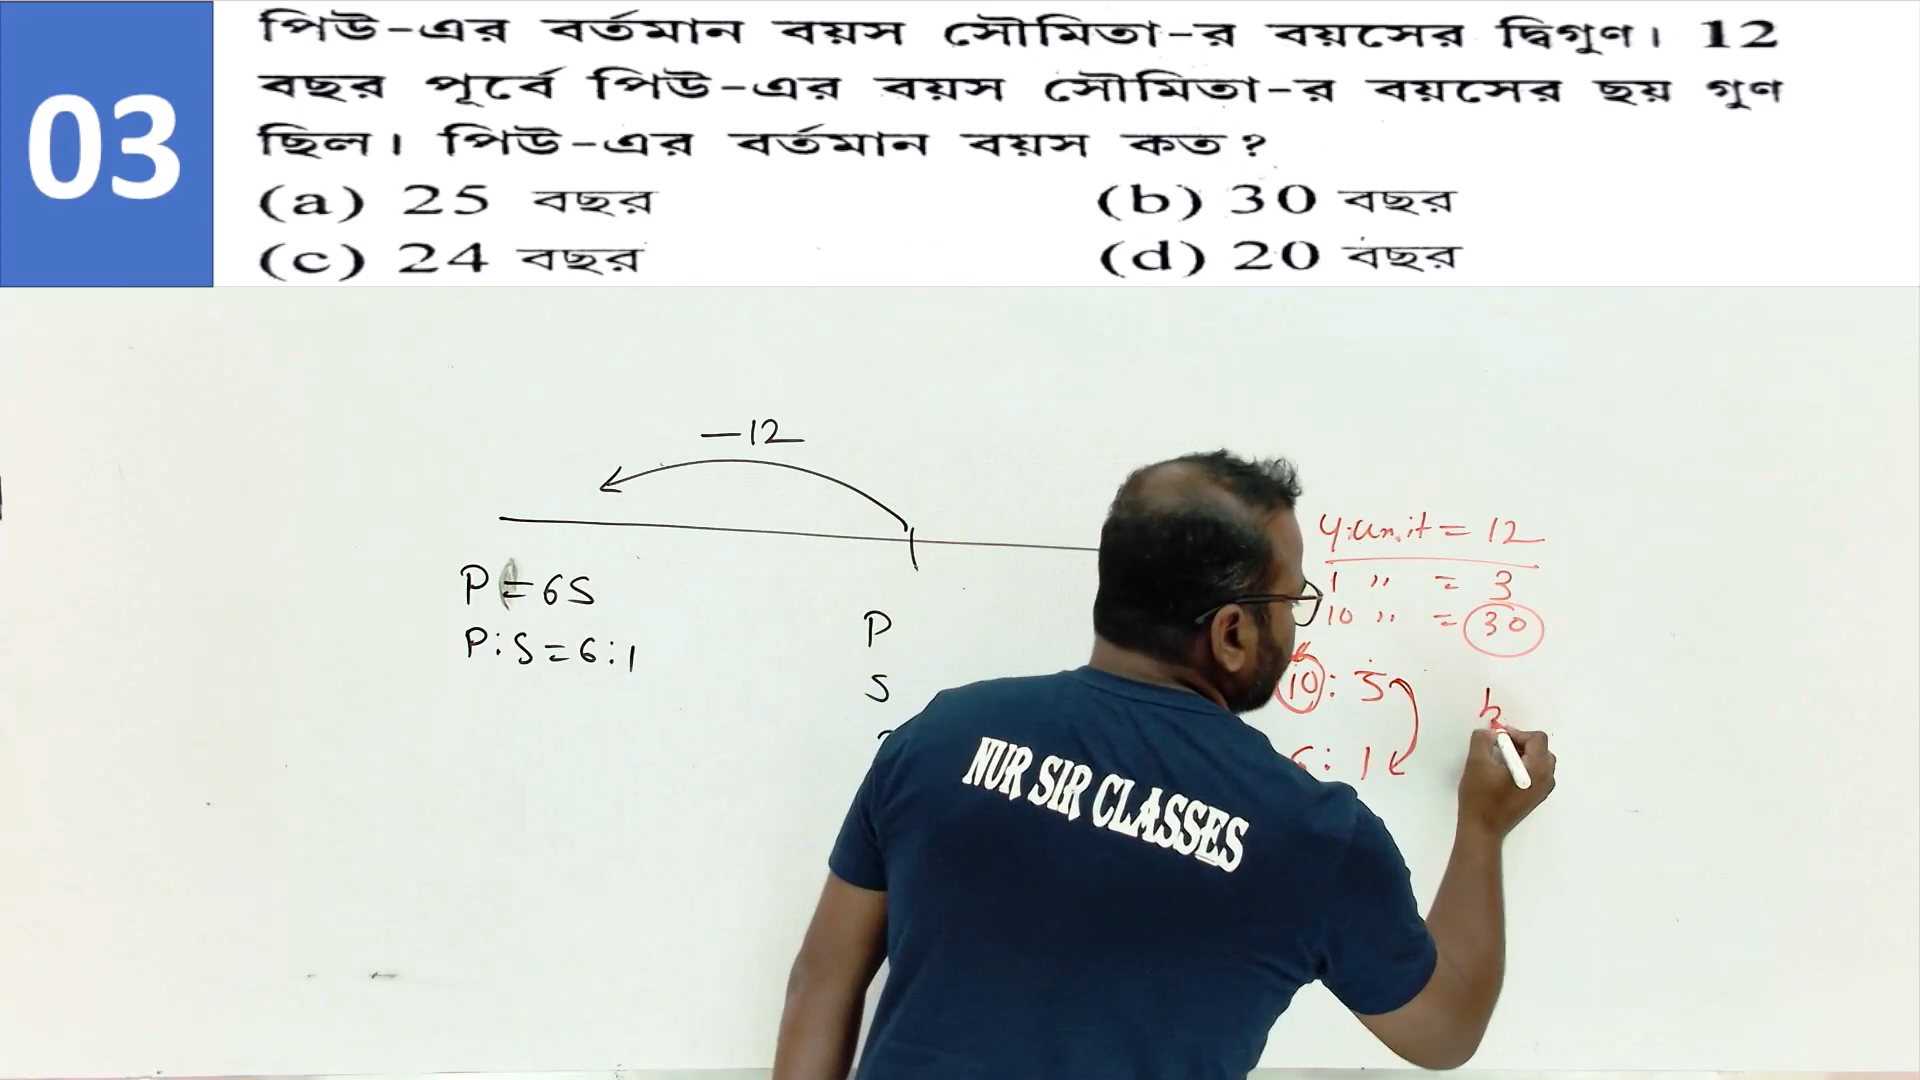 03
পিউ-এর বর্তমান বয়স সৌমিতা-র বয়সের দ্বিগুণ। 12
বছর পূর্বে পিউ-এর বয়স সৌমিতা-র বয়সের ছয় গুণ
ছিল। পিউ-এর বর্তমান বয়স কত?
(a) 25 বছর
(b) 30 বছর
(c) 24 বছর
(d) 20 বছর
—12
P = 6S
P:S = 6:1
P
S
4 unit = 12
1 ,, = 3
10 ,, = 30
10 : 5
6 : 1
b
NUR SIR CLASSES